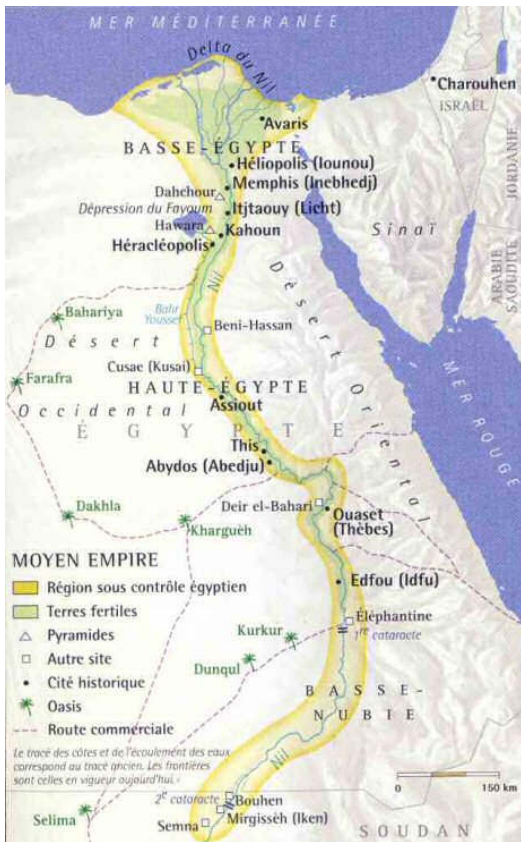 MER MÉDITERRANÉE
Delta du Nil
Charouhen
ISRAËL
Avaris
JORDANIE
BASSE-ÉGYPTE
Héliopolis (Iounou)
Memphis (Inebhedj)
Dahchour
Dépression du Fayoum
Itjtaouy (Licht)
Hawara
Kahoun
Héracléopolis
Sinaï
ARABIE
SAOUDITE
Nil
Bahr
Youssef
Bahariya
Beni-Hassan
Désert
Désert Oriental
MER ROUGE
Cusae (Kusai)
Farafra
HAUTE-ÉGYPTE
Occidental
Assiout
ÉGYPTE
This
Abydos (Abedju)
Dakhla
Deir el-Bahari
Ouaset
(Thèbes)
Kharguèh
MOYEN EMPIRE
Région sous contrôle égyptien
Terres fertiles
Pyramides
Autre site
Cité historique
Oasis
Route commerciale
Le tracé des côtes et de l'écoulement des eaux
correspond au tracé ancien. Les frontières
sont celles en vigueur aujourd'hui.
Edfou (Idfu)
Éléphantine
1re cataracte
Kurkur
Dunqul
BASSE-
NUBIE
Nil
0 150 km
2e cataracte
Bouhen
Mirgissèh (Iken)
Semna
Selima
SOUDAN